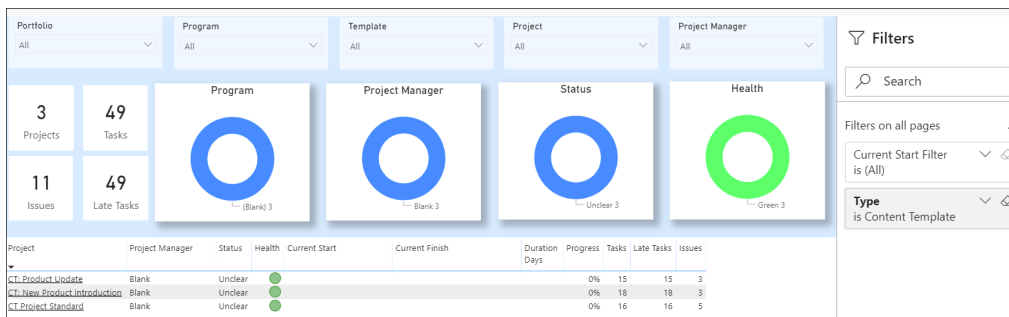 Portfolio
All
Program
All
Template
All
Project
All
Project Manager
All
3
Projects
49
Tasks
11
Issues
49
Late Tasks
Program
(Blank) 3
Project Manager
Blank 3
Status
Unclear 3
Health
Green 3
Project Project Manager Status Health Current Start Current Finish Duration Days Progress Tasks Late Tasks Issues
CT: Product Update Blank Unclear 0% 15 15 3
CT: New Product Introduction Blank Unclear 0% 18 18 3
CT Project Standard Blank Unclear 0% 16 16 5
Filters
Search
Filters on all pages
Current Start Filter
is (All)
Type
is Content Template